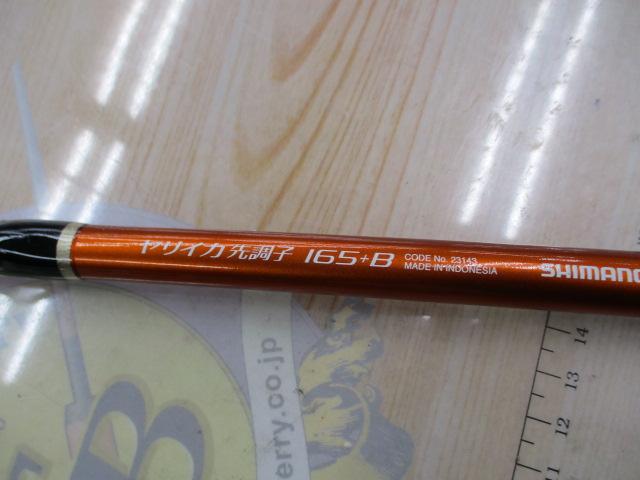 ヤリイカ 先調子 165+B
CODE No. 23143
MADE IN INDONESIA
SHIMANO
erry.co.jp
14
13
12
11